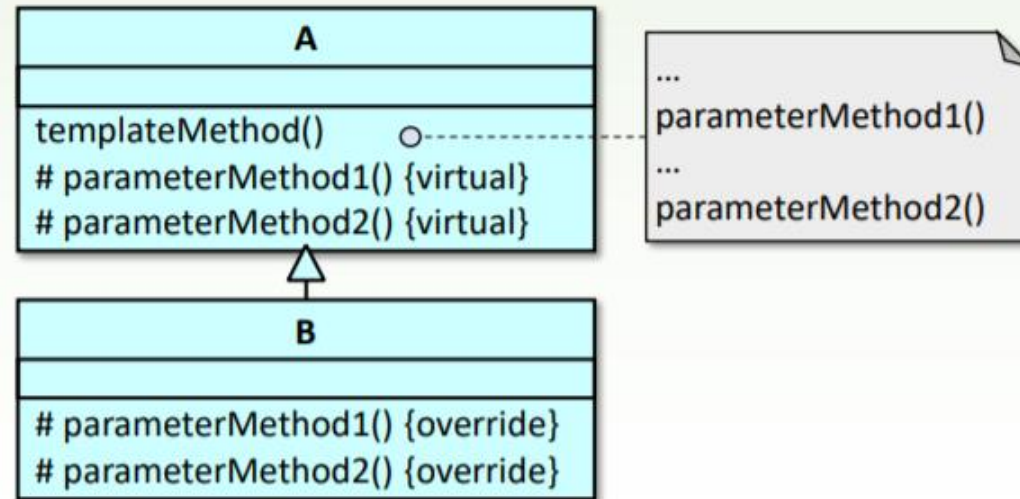 A
templateMethod()
# parameterMethod1() {virtual}
# parameterMethod2() {virtual}
...
parameterMethod1()
...
parameterMethod2()
B
# parameterMethod1() {override}
# parameterMethod2() {override}